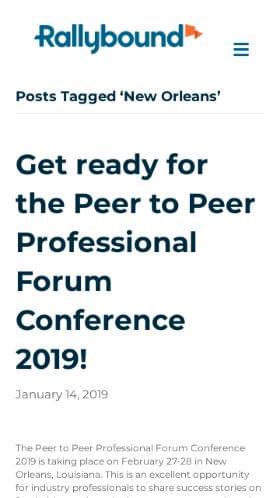 Rallybound
Posts Tagged ‘New Orleans’
Get ready for
the Peer to Peer
Professional
Forum
Conference
2019!
January 14, 2019
The Peer to Peer Professional Forum Conference
2019 is taking place on February 27-28 in New
Orleans, Louisiana. This is an excellent opportunity
for industry professionals to share success stories on